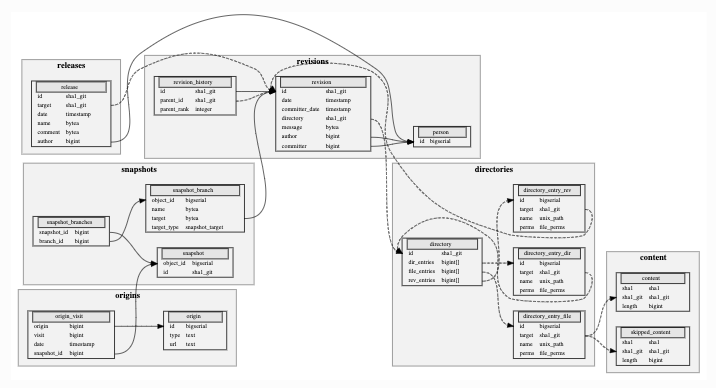 releases
release
id sha1_git
target sha1_git
date timestamp
name bytea
comment bytea
author bigint
revisions
revision_history
id sha1_git
parent_id sha1_git
parent_rank integer
revision
id sha1_git
date timestamp
committer_date timestamp
directory sha1_git
message bytea
author bigint
committer bigint
person
id bigserial
snapshots
snapshot_branch
object_id bigserial
name bytea
target bytea
target_type snapshot_target
snapshot_branches
snapshot_id bigint
branch_id bigint
snapshot
object_id bigserial
id sha1_git
origins
origin_visit
origin bigint
visit bigint
date timestamp
snapshot_id bigint
origin
id bigserial
type text
url text
directories
directory_entry_rev
id bigserial
target sha1_git
name unix_path
perms file_perms
directory
id sha1_git
dir_entries bigint[]
file_entries bigint[]
rev_entries bigint[]
directory_entry_dir
id bigserial
target sha1_git
name unix_path
perms file_perms
directory_entry_file
id bigserial
target sha1_git
name unix_path
perms file_perms
content
content
sha1 sha1
sha1_git sha1_git
length bigint
skipped_content
sha1 sha1
sha1_git sha1_git
length bigint